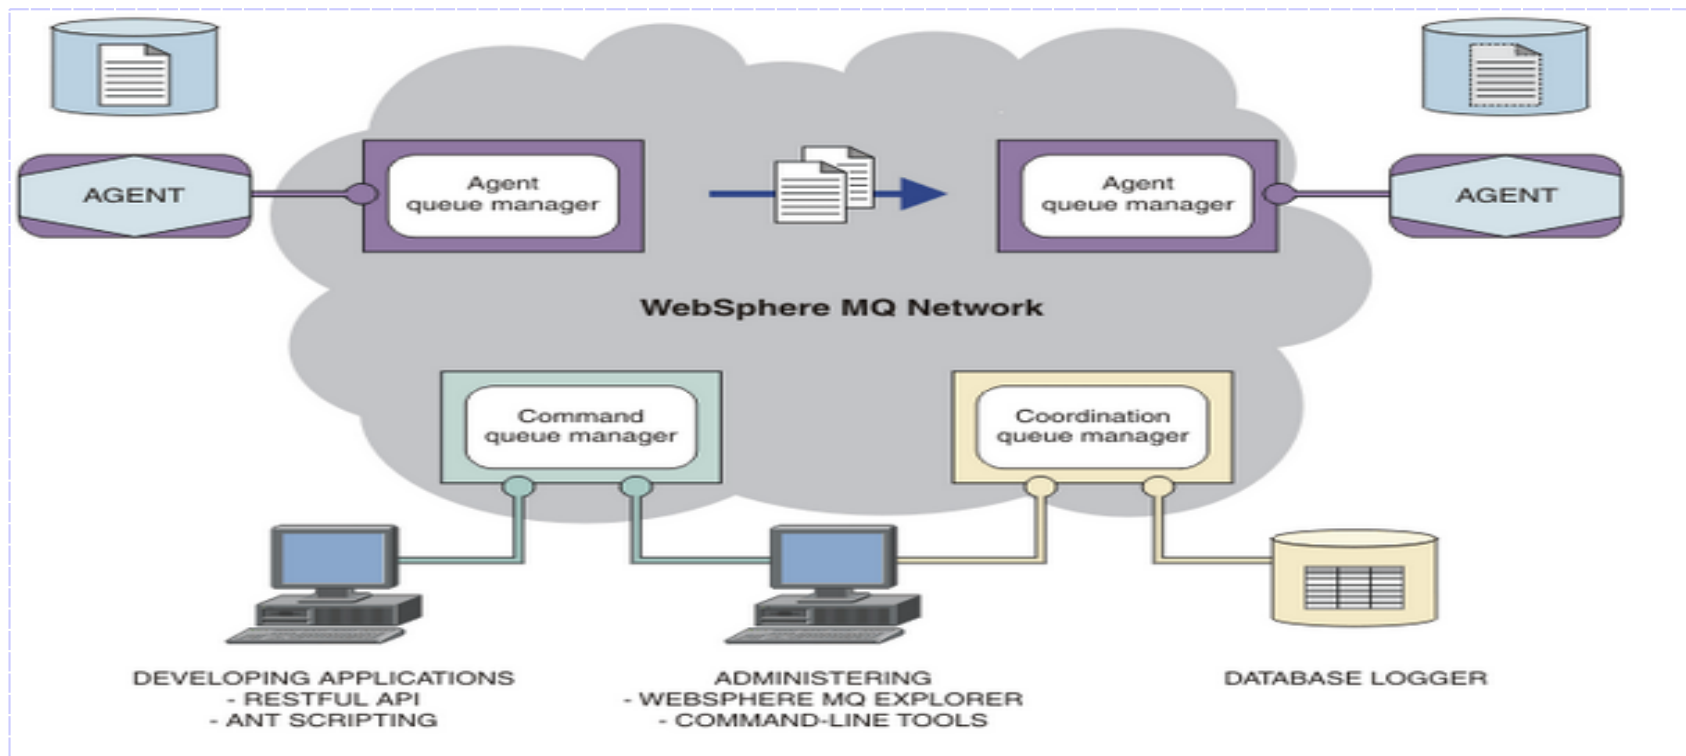 AGENT
Agent
queue manager
Agent
queue manager
AGENT
WebSphere MQ Network
Command
queue manager
Coordination
queue manager
DEVELOPING APPLICATIONS
- RESTFUL API
- ANT SCRIPTING
ADMINISTERING
- WEBSPHERE MQ EXPLORER
- COMMAND-LINE TOOLS
DATABASE LOGGER